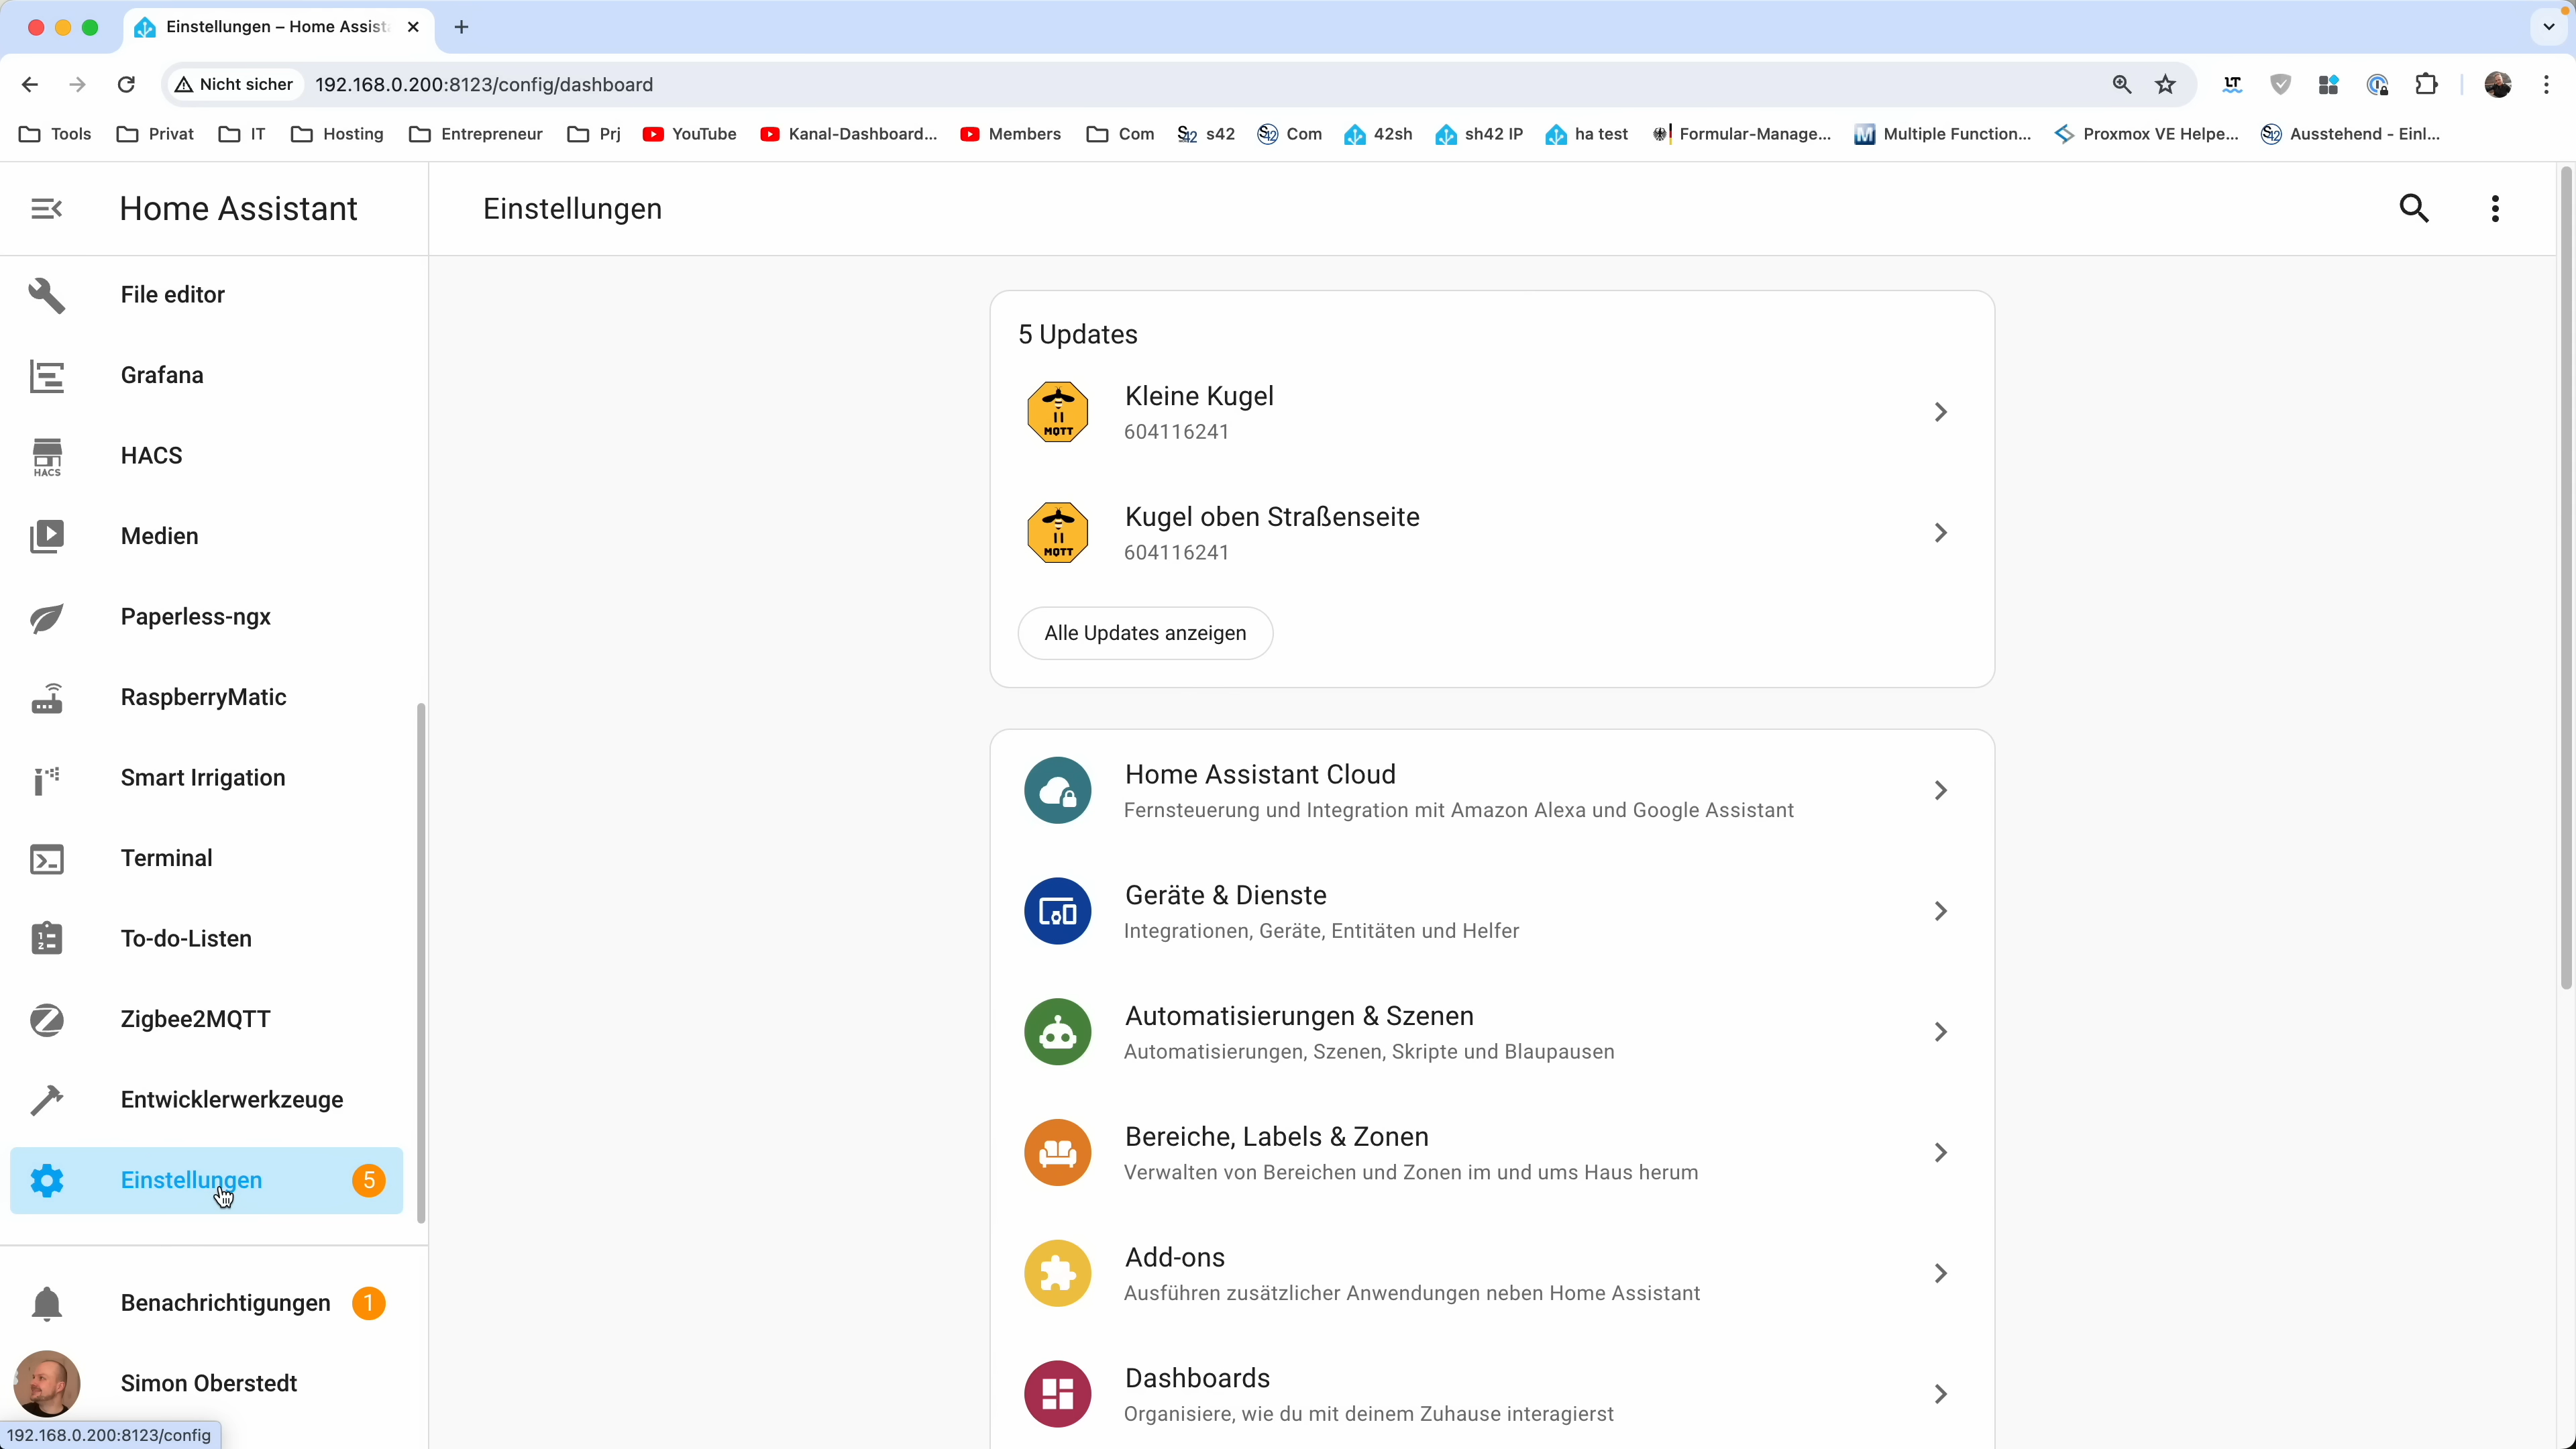 Einstellungen – Home Assist
Nicht sicher
192.168.0.200:8123/config/dashboard
LT
Tools
Privat
IT
Hosting
Entrepreneur
Prj
YouTube
Kanal-Dashboard...
Members
Com
s42
Com
42sh
sh42 IP
ha test
Formular-Manage...
Multiple Function...
Proxmox VE Helpe...
Ausstehend - Einl...
Home Assistant
Einstellungen
File editor
Grafana
HACS
HACS
Medien
Paperless-ngx
RaspberryMatic
Smart Irrigation
Terminal
To-do-Listen
Zigbee2MQTT
Entwicklerwerkzeuge
Einstellungen 5
Benachrichtigungen 1
Simon Oberstedt
192.168.0.200:8123/config
5 Updates
MQTT
Kleine Kugel
604116241
MQTT
Kugel oben Straßenseite
604116241
Alle Updates anzeigen
Home Assistant Cloud
Fernsteuerung und Integration mit Amazon Alexa und Google Assistant
Geräte & Dienste
Integrationen, Geräte, Entitäten und Helfer
Automatisierungen & Szenen
Automatisierungen, Szenen, Skripte und Blaupausen
Bereiche, Labels & Zonen
Verwalten von Bereichen und Zonen im und ums Haus herum
Add-ons
Ausführen zusätzlicher Anwendungen neben Home Assistant
Dashboards
Organisiere, wie du mit deinem Zuhause interagierst